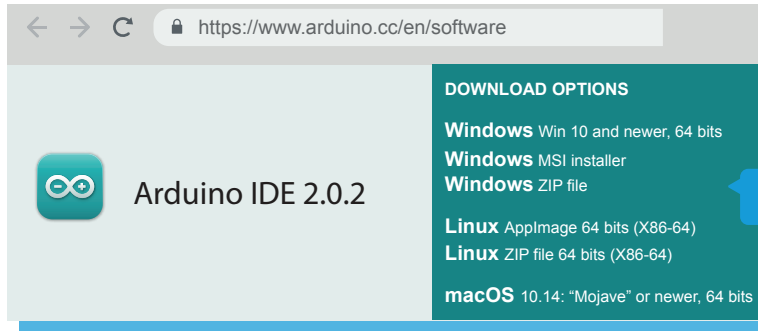 https://www.arduino.cc/en/software
Arduino IDE 2.0.2
DOWNLOAD OPTIONS
Windows Win 10 and newer, 64 bits
Windows MSI installer
Windows ZIP file
Linux AppImage 64 bits (X86-64)
Linux ZIP file 64 bits (X86-64)
macOS 10.14: “Mojave” or newer, 64 bits